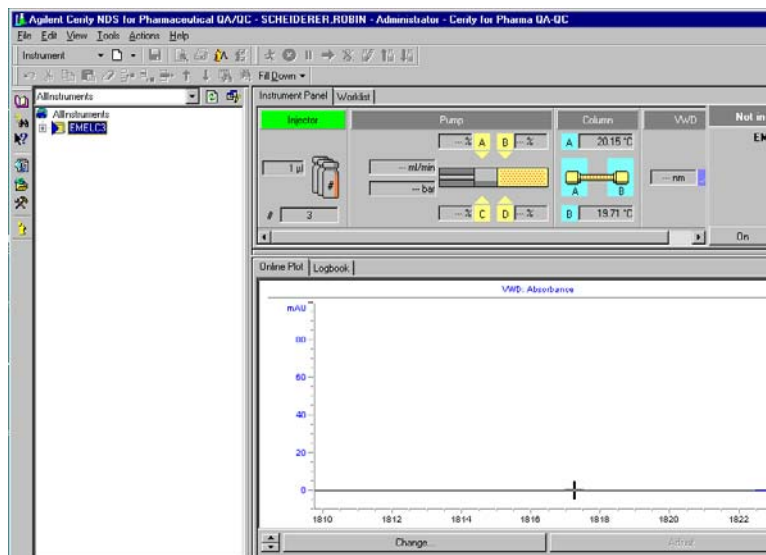 Agilent Cerity NDS for Pharmaceutical QA/QC - SCHEIDERER,ROBIN - Administrator - Cerity for Pharma QA-QC
File Edit View Tools Actions Help
Instrument
Fill Down
AllInstruments
AllInstruments
EMELC3
Instrument Panel Worklist
Injector Pump Column VWD Not in
EM
--- % A B --- % A 20.15 °C
1 µl --- ml/min --- nm
--- bar A B
# 3 --- % C D --- % B 19.71 °C
On
Online Plot Logbook
VWD: Absorbance
mAU
80
60
40
20
0
1810 1812 1814 1816 1818 1820 1822
Change... Adjust